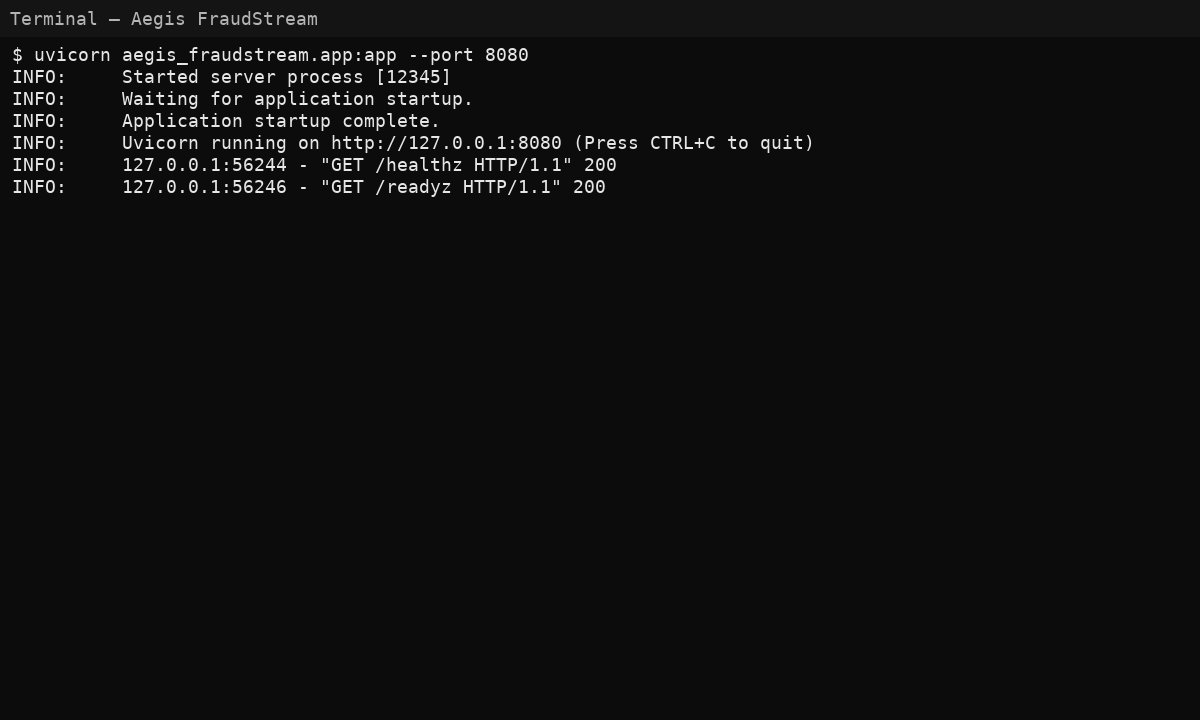 Terminal — Aegis FraudStream
$ uvicorn aegis_fraudstream.app:app --port 8080
INFO:     Started server process [12345]
INFO:     Waiting for application startup.
INFO:     Application startup complete.
INFO:     Uvicorn running on http://127.0.0.1:8080 (Press CTRL+C to quit)
INFO:     127.0.0.1:56244 - "GET /healthz HTTP/1.1" 200
INFO:     127.0.0.1:56246 - "GET /readyz HTTP/1.1" 200